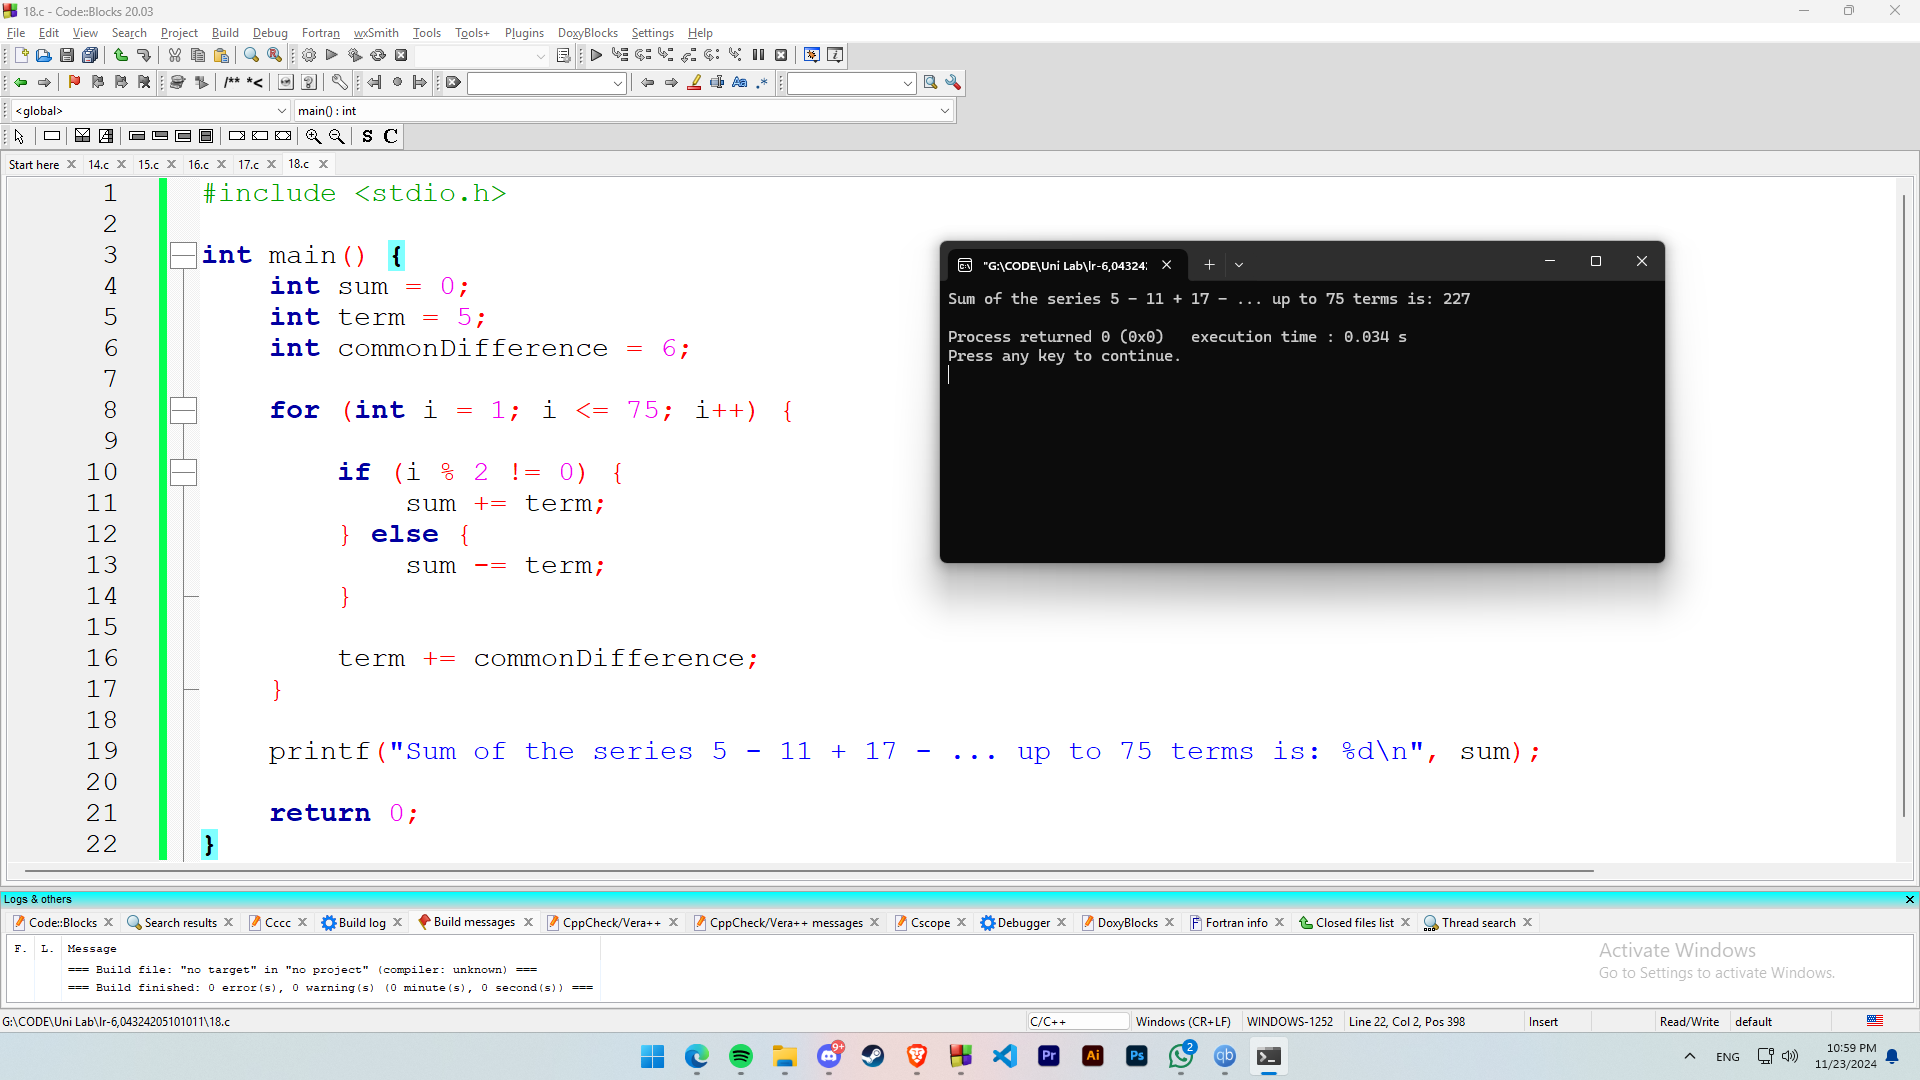 18.c - Code::Blocks 20.03
File Edit View Search Project Build Debug Fortran wxSmith Tools Tools+ Plugins DoxyBlocks Settings Help
/** *<
<global> main() : int
S C
Start here 14.c 15.c 16.c 17.c 18.c
1 #include <stdio.h>
2
3 int main() {
4 int sum = 0;
5 int term = 5;
6 int commonDifference = 6;
7
8 for (int i = 1; i <= 75; i++) {
9
10 if (i % 2 != 0) {
11 sum += term;
12 } else {
13 sum -= term;
14 }
15
16 term += commonDifference;
17 }
18
19 printf("Sum of the series 5 - 11 + 17 - ... up to 75 terms is: %d\n", sum);
20
21 return 0;
22 }
"G:\CODE\Uni Lab\lr-6,04324:
Sum of the series 5 - 11 + 17 - ... up to 75 terms is: 227
Process returned 0 (0x0) execution time : 0.034 s
Press any key to continue.
Logs & others
Code::Blocks Search results Cccc Build log Build messages CppCheck/Vera++ CppCheck/Vera++ messages Cscope Debugger DoxyBlocks Fortran info Closed files list Thread search
F. L. Message
=== Build file: "no target" in "no project" (compiler: unknown) ===
=== Build finished: 0 error(s), 0 warning(s) (0 minute(s), 0 second(s)) ===
Activate Windows
Go to Settings to activate Windows.
G:\CODE\Uni Lab\lr-6,04324205101011\18.c C/C++ Windows (CR+LF) WINDOWS-1252 Line 22, Col 2, Pos 398 Insert Read/Write default
9+ Pr Ai Ps 2 qb ENG 10:59 PM
11/23/2024